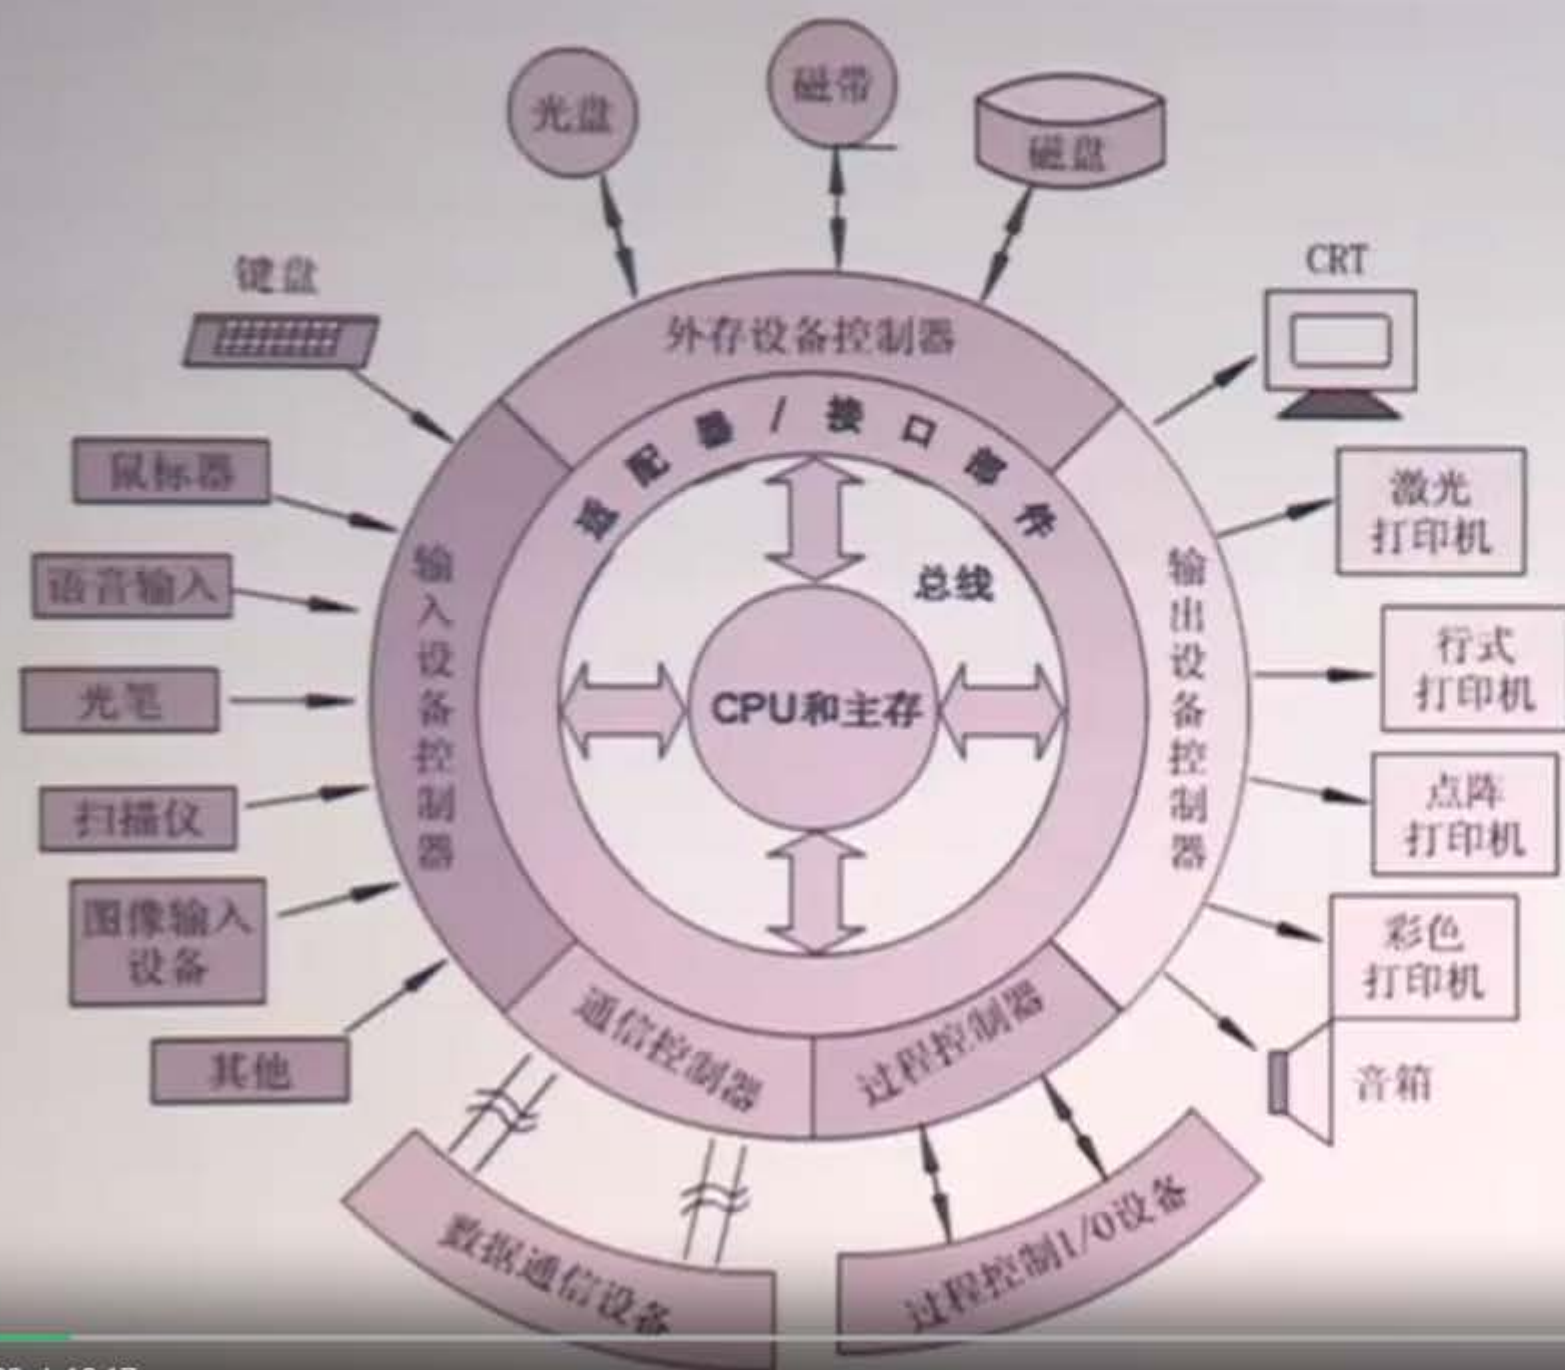 光盘
磁带
磁盘
键盘
CRT
外存设备控制器
适配器/接口部件
鼠标器
激光
打印机
语音输入
输入设备控制器
总线
输出设备控制器
行式
打印机
光笔
CPU和主存
扫描仪
点阵
打印机
图像输入
设备
彩色
打印机
其他
通信控制器
过程控制器
音箱
数据通信设备
过程控制I/O设备